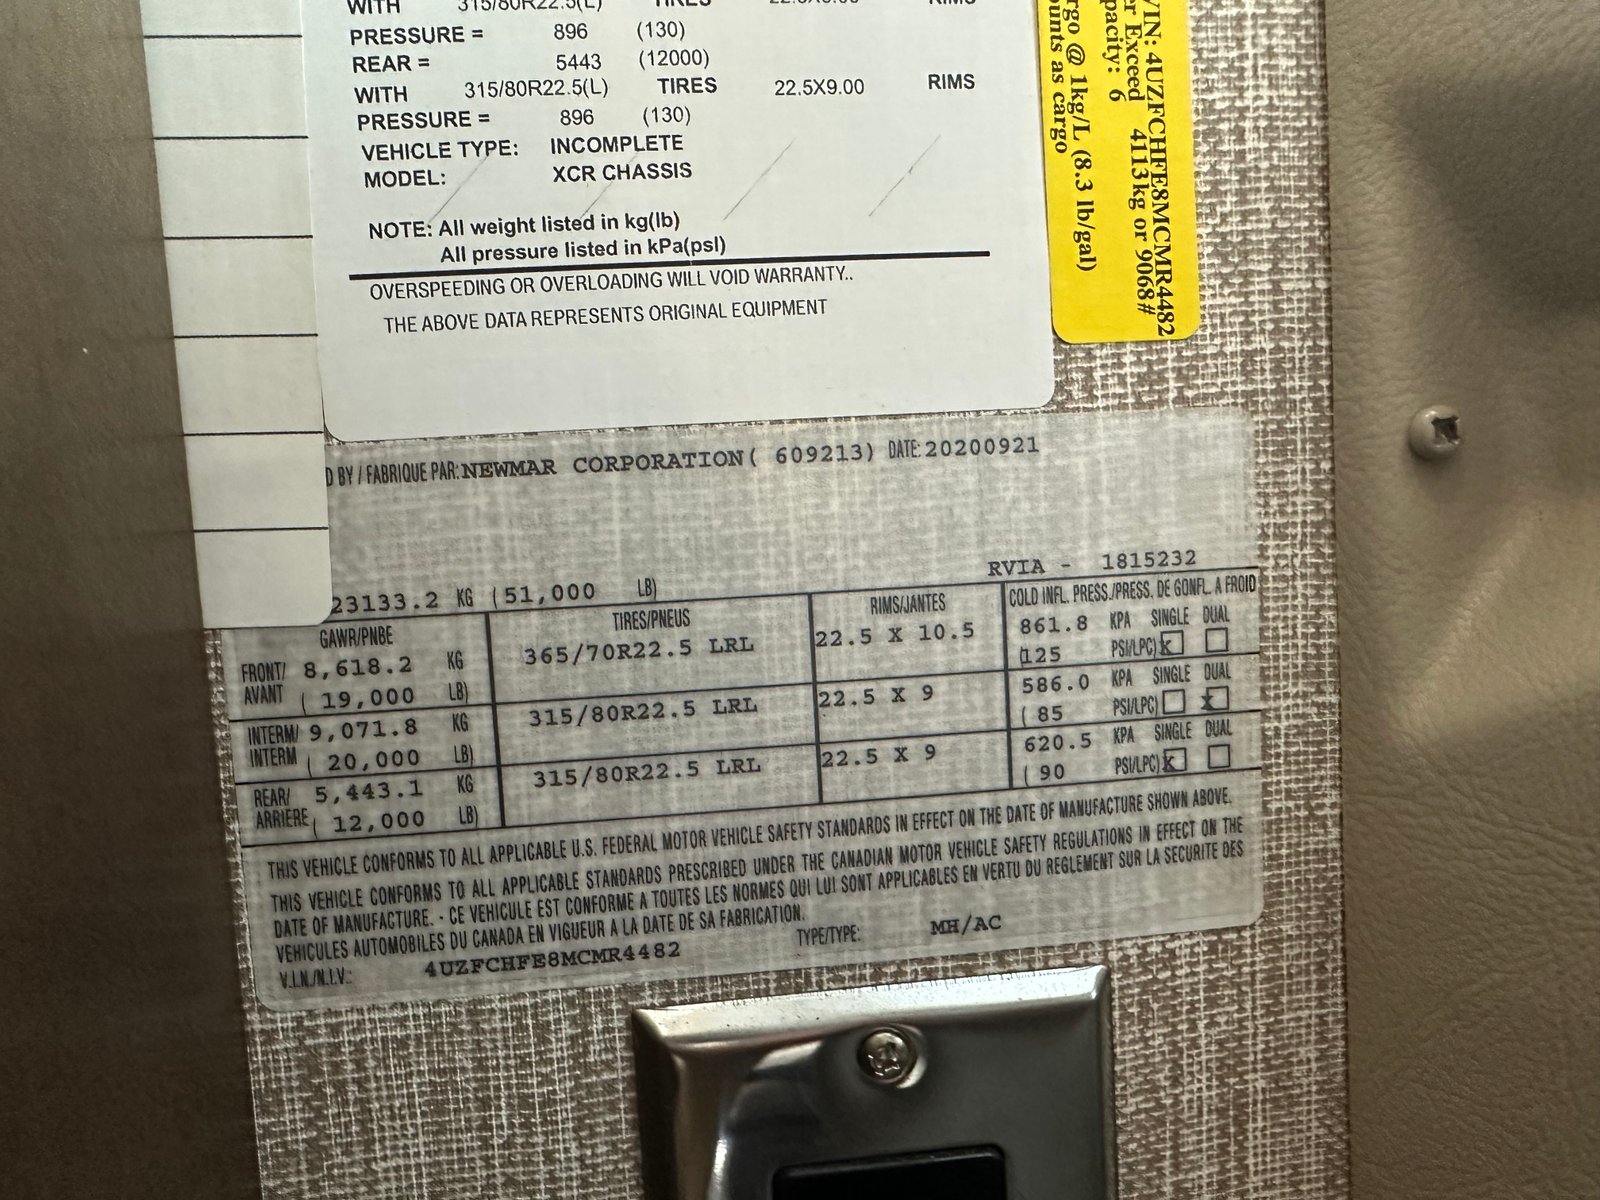 WITH 315/80R22.5(L) TIRES 22.5X9.00 RIMS
PRESSURE = 896 (130)
REAR = 5443 (12000)
WITH 315/80R22.5(L) TIRES 22.5X9.00 RIMS
PRESSURE = 896 (130)
VEHICLE TYPE: INCOMPLETE
MODEL: XCR CHASSIS
NOTE: All weight listed in kg(lb)
All pressure listed in kPa(psl)
OVERSPEEDING OR OVERLOADING WILL VOID WARRANTY..
THE ABOVE DATA REPRESENTS ORIGINAL EQUIPMENT
VIN: 4UZFCHFE8MCMR4482
er Exceed 4113kg or 9068#
pacity: 6
rgo @ 1kg/L (8.3 lb/gal)
ounts as cargo
D BY / FABRIQUE PAR: NEWMAR CORPORATION( 609213) DATE: 20200921
RVIA - 1815232
23133.2 KG (51,000 LB)
GAWR/PNBE TIRES/PNEUS RIMS/JANTES COLD INFL. PRESS./PRESS. DE GONFL. A FROID
FRONT/ 8,618.2 KG 365/70R22.5 LRL 22.5 X 10.5 861.8 KPA SINGLE DUAL
AVANT ( 19,000 LB) (125 PSI/LPC) X
INTERM/ 9,071.8 KG 315/80R22.5 LRL 22.5 X 9 586.0 KPA SINGLE DUAL
INTERM ( 20,000 LB) ( 85 PSI/LPC) X
REAR/ 5,443.1 KG 315/80R22.5 LRL 22.5 X 9 620.5 KPA SINGLE DUAL
ARRIERE ( 12,000 LB) ( 90 PSI/LPC) X
THIS VEHICLE CONFORMS TO ALL APPLICABLE U.S. FEDERAL MOTOR VEHICLE SAFETY STANDARDS IN EFFECT ON THE DATE OF MANUFACTURE SHOWN ABOVE.
THIS VEHICLE CONFORMS TO ALL APPLICABLE STANDARDS PRESCRIBED UNDER THE CANADIAN MOTOR VEHICLE SAFETY REGULATIONS IN EFFECT ON THE
DATE OF MANUFACTURE. - CE VEHICULE EST CONFORME A TOUTES LES NORMES QUI LUI SONT APPLICABLES EN VERTU DU REGLEMENT SUR LA SECURITE DES
VEHICULES AUTOMOBILES DU CANADA EN VIGUEUR A LA DATE DE SA FABRICATION.
V.I.N./N.I.V.: 4UZFCHFE8MCMR4482 TYPE/TYPE: MH/AC